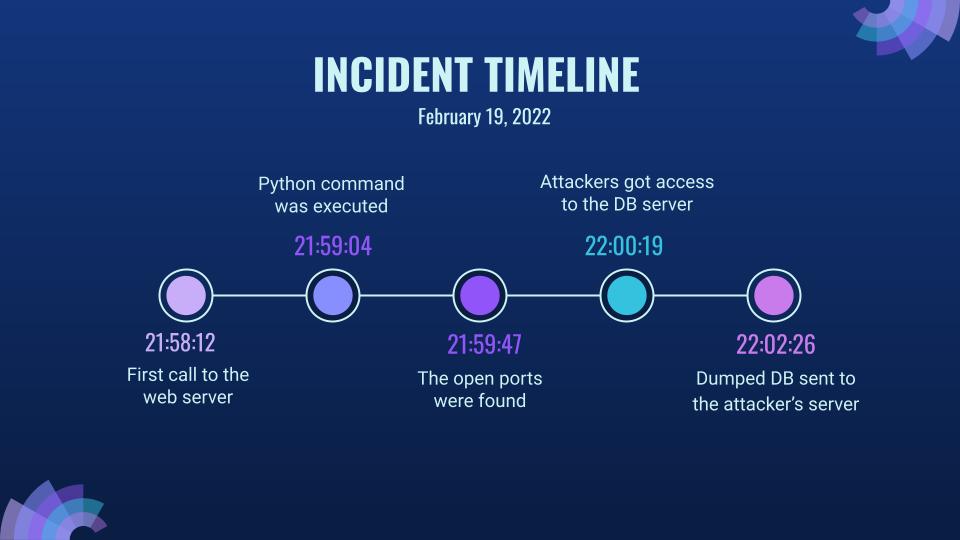 INCIDENT TIMELINE
February 19, 2022
Python command
was executed
21:59:04
Attackers got access
to the DB server
22:00:19
21:58:12
First call to the
web server
21:59:47
The open ports
were found
22:02:26
Dumped DB sent to
the attacker’s server